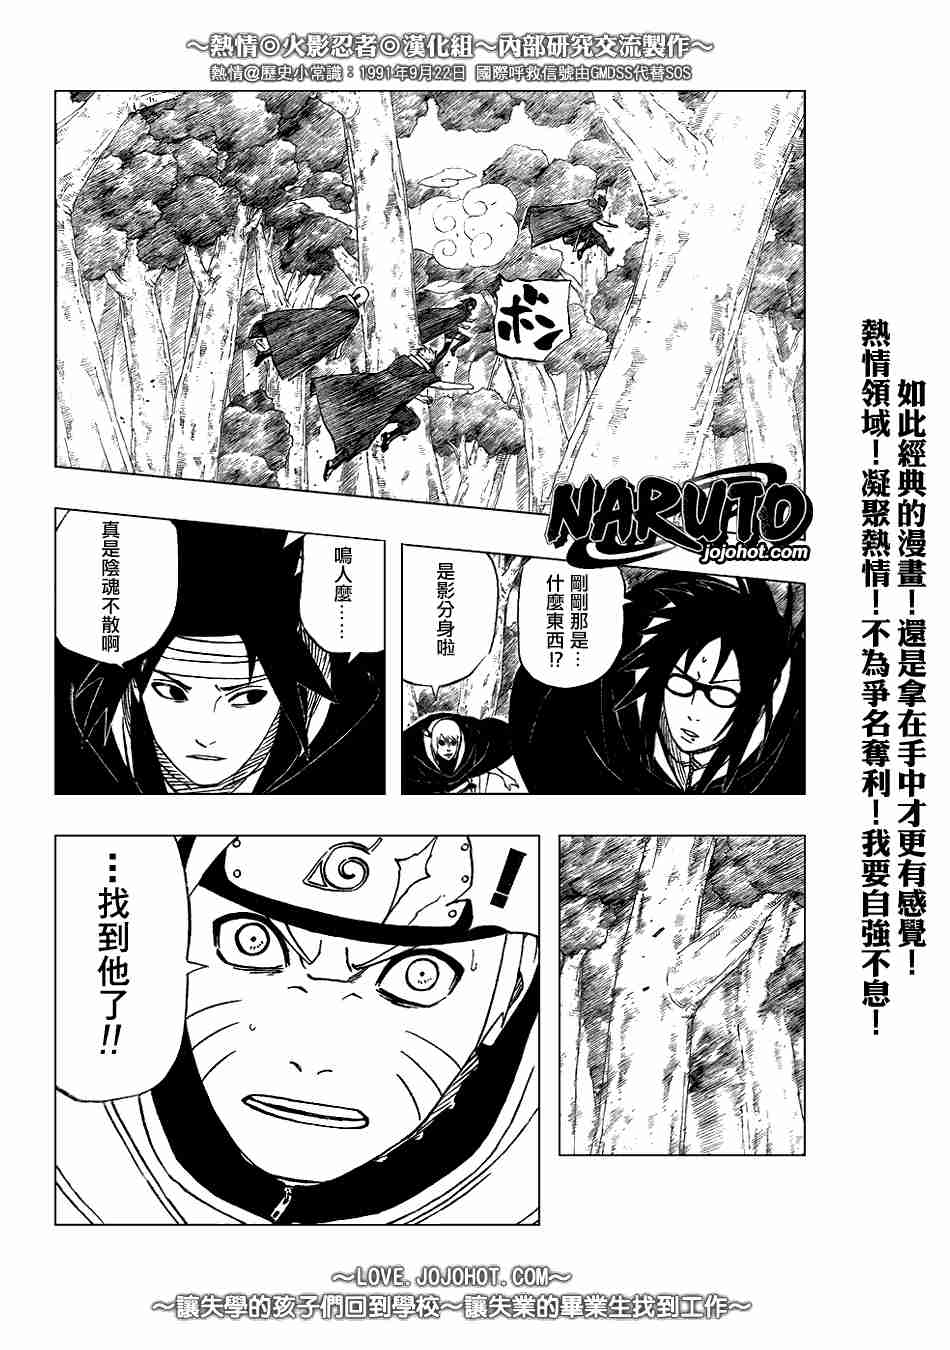 ～熱情◎火影忍者◎漢化組～內部研究交流製作～
熱情@歷史小常識：1991年9月22日 國際呼救信號由GMDSS代替SOS
ボン
NARUTO
jojohot.com
剛剛那是…
什麼東西!?
是影分身啦
鳴人麼……
真是陰魂不散啊
!
…找到他了!!
如此經典的漫畫！還是拿在手中才更有感覺！
熱情領域！凝聚熱情！不為爭名奪利！我要自強不息！
～LOVE.JOJOHOT.COM～
～讓失學的孩子們回到學校～讓失業的畢業生找到工作～